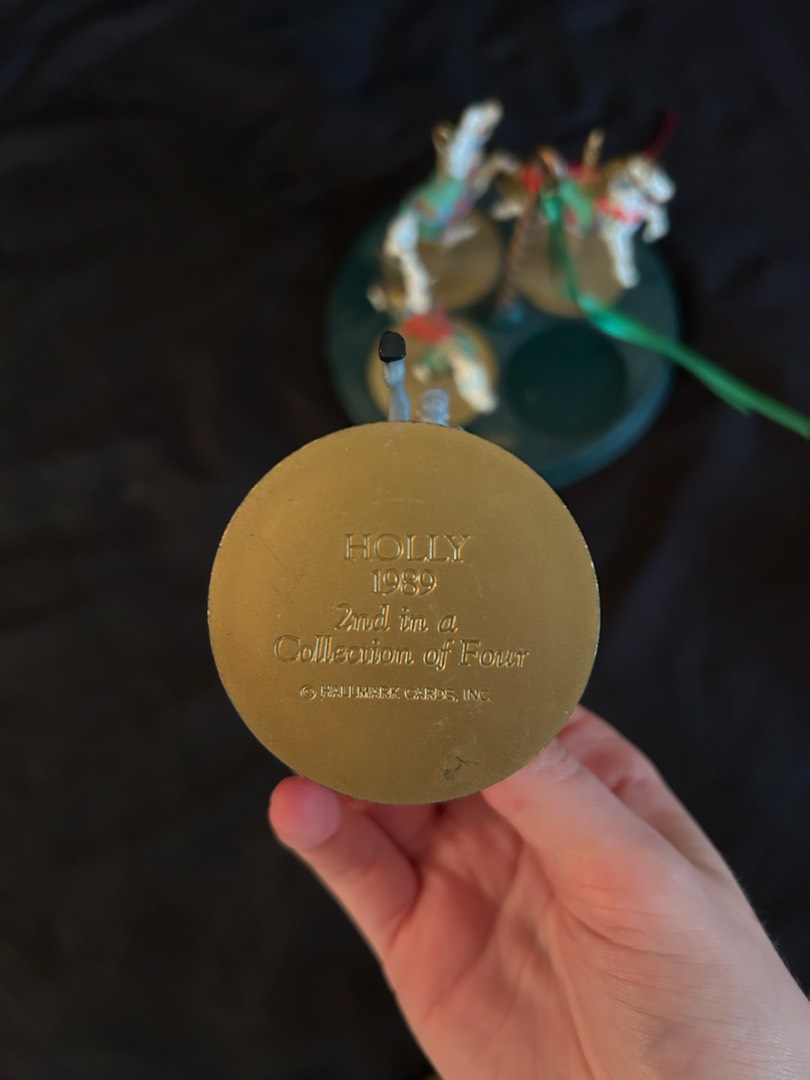 HOLLY
1989
2nd in a
Collection of Four
© HALLMARK CARDS, INC.